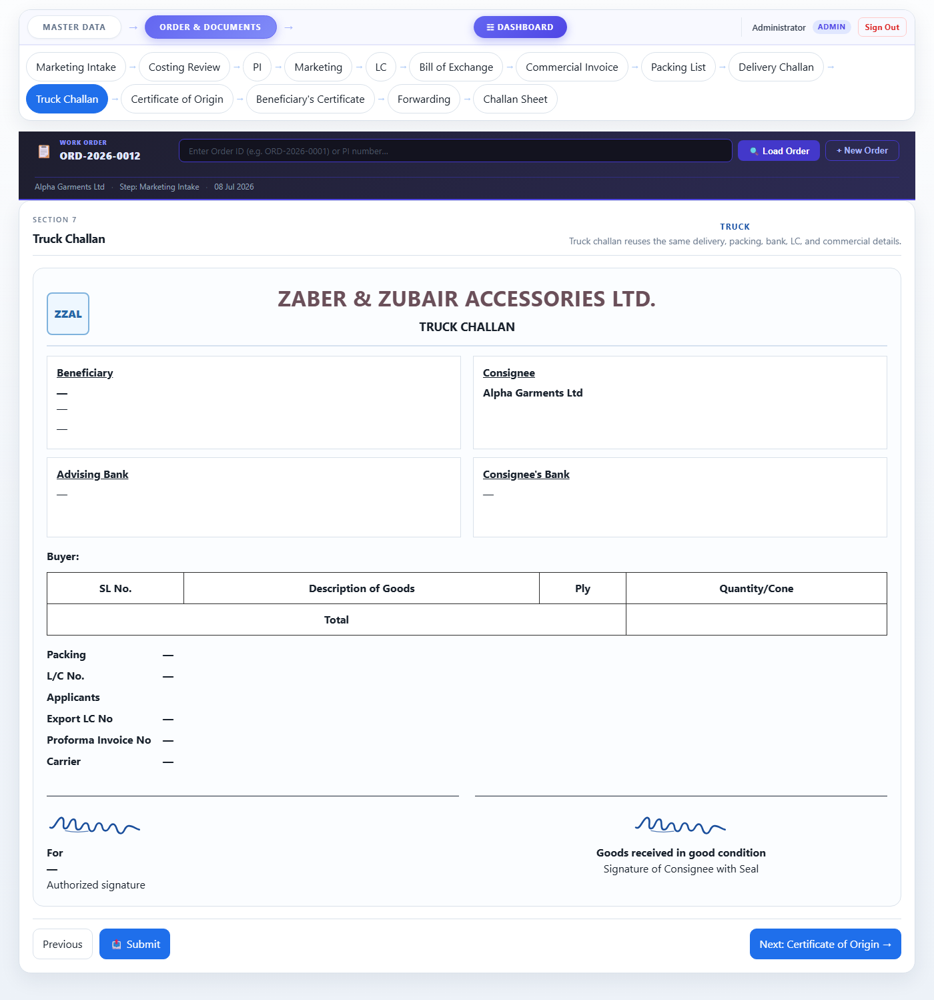 MASTER DATA → ORDER & DOCUMENTS → ☷ DASHBOARD Administrator ADMIN Sign Out
Marketing Intake → Costing Review → PI → Marketing → LC → Bill of Exchange → Commercial Invoice → Packing List → Delivery Challan →
Truck Challan → Certificate of Origin → Beneficiary's Certificate → Forwarding → Challan Sheet
WORK ORDER
ORD-2026-0012
Enter Order ID (e.g. ORD-2026-0001) or PI number...
Load Order
+ New Order
Alpha Garments Ltd · Step: Marketing Intake · 08 Jul 2026
SECTION 7
Truck Challan
TRUCK
Truck challan reuses the same delivery, packing, bank, LC, and commercial details.
ZZAL
ZABER & ZUBAIR ACCESSORIES LTD.
TRUCK CHALLAN
Beneficiary
—
—
—
Consignee
Alpha Garments Ltd
Advising Bank
—
Consignee's Bank
—
Buyer:
SL No. Description of Goods Ply Quantity/Cone
Total
Packing —
L/C No. —
Applicants
Export LC No —
Proforma Invoice No —
Carrier —
For
—
Authorized signature
Goods received in good condition
Signature of Consignee with Seal
Previous
Submit
Next: Certificate of Origin →